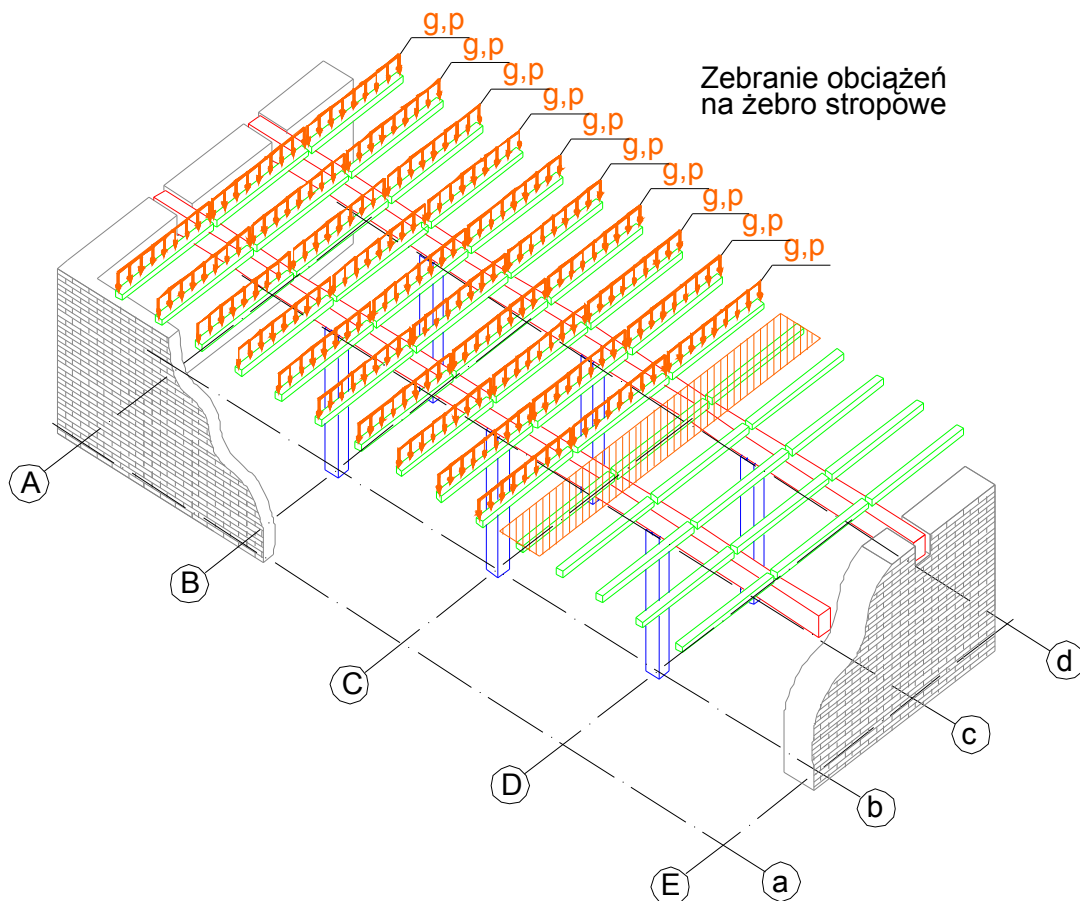 g,p
g,p
g,p
g,p
g,p
g,p
g,p
g,p
g,p
g,p
Zebranie obciążeń
na żebro stropowe
A
B
C
D
E
a
b
c
d